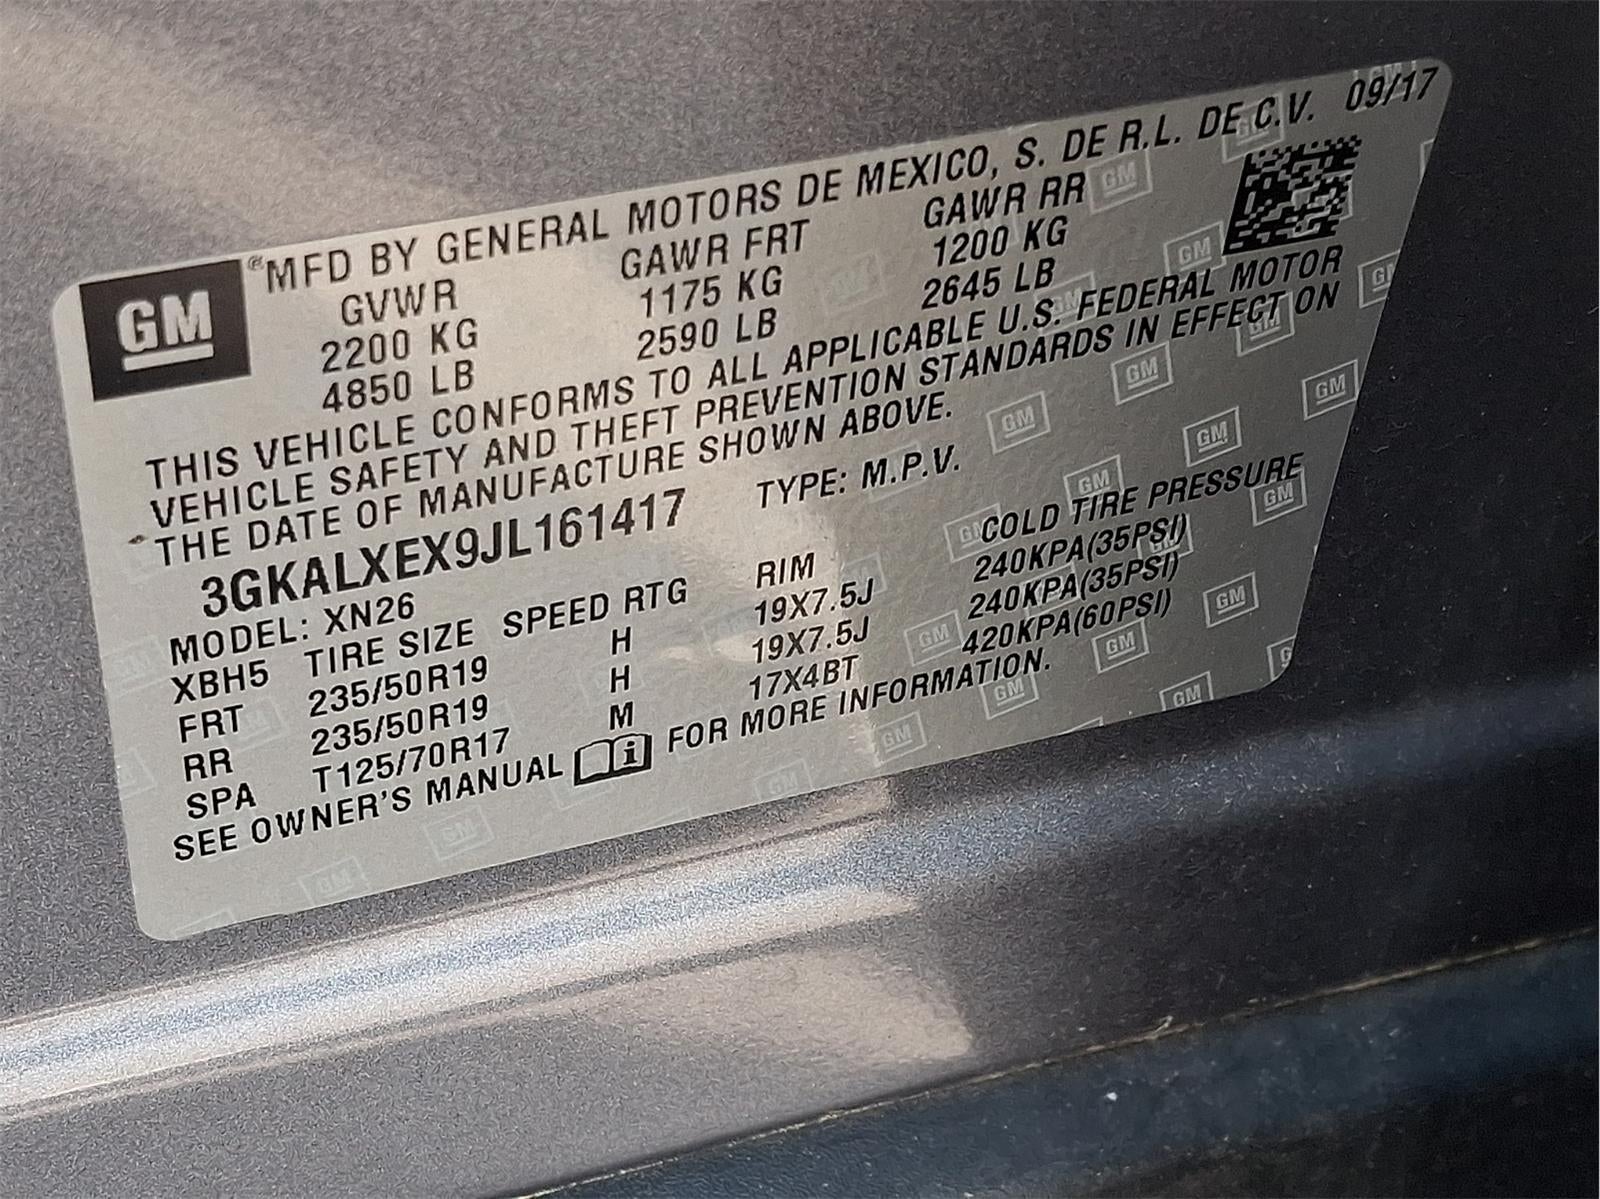 GM
® MFD BY GENERAL MOTORS DE MEXICO, S. DE R.L. DE C.V. 09/17
GVWR GAWR FRT GAWR RR
2200 KG 1175 KG 1200 KG
4850 LB 2590 LB 2645 LB
THIS VEHICLE CONFORMS TO ALL APPLICABLE U.S. FEDERAL MOTOR
VEHICLE SAFETY AND THEFT PREVENTION STANDARDS IN EFFECT ON
THE DATE OF MANUFACTURE SHOWN ABOVE.
3GKALXEX9JL161417 TYPE: M.P.V.
MODEL: XN26
XBH5 TIRE SIZE SPEED RTG RIM COLD TIRE PRESSURE
FRT 235/50R19 H 19X7.5J 240KPA(35PSI)
RR 235/50R19 H 19X7.5J 240KPA(35PSI)
SPA T125/70R17 M 17X4BT 420KPA(60PSI)
SEE OWNER'S MANUAL i FOR MORE INFORMATION.